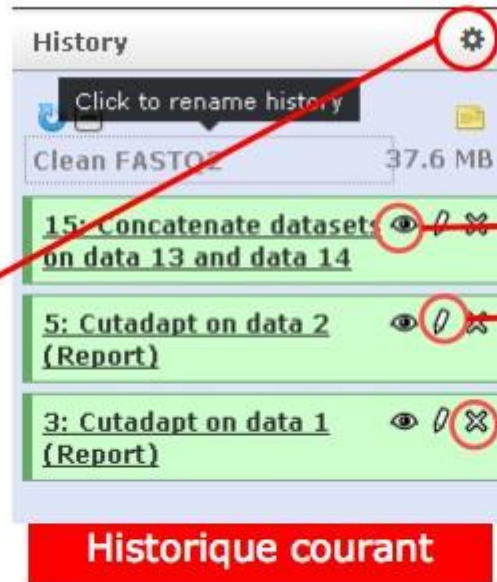 History
Click to rename history
Clean FASTQ2 37.6 MB
15: Concatenate datasets
on data 13 and data 14
5: Cutadapt on data 2
(Report)
3: Cutadapt on data 1
(Report)
Historique courant